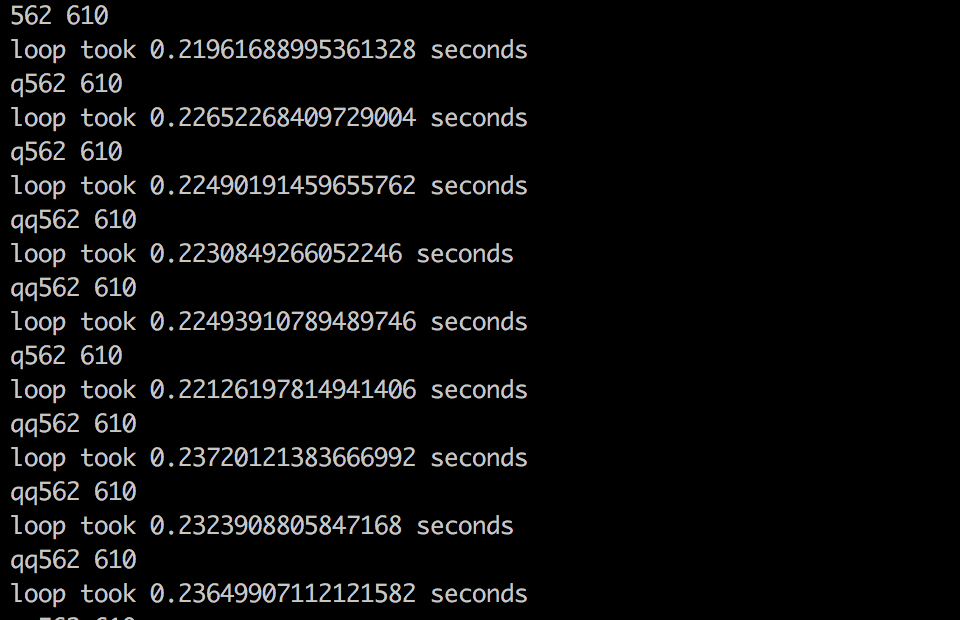 562 610
loop took 0.21961688995361328 seconds
q562 610
loop took 0.22652268409729004 seconds
q562 610
loop took 0.22490191459655762 seconds
qq562 610
loop took 0.2230849266052246 seconds
qq562 610
loop took 0.22493910789489746 seconds
q562 610
loop took 0.22126197814941406 seconds
qq562 610
loop took 0.23720121383666992 seconds
qq562 610
loop took 0.2323908805847168 seconds
qq562 610
loop took 0.23649907112121582 seconds